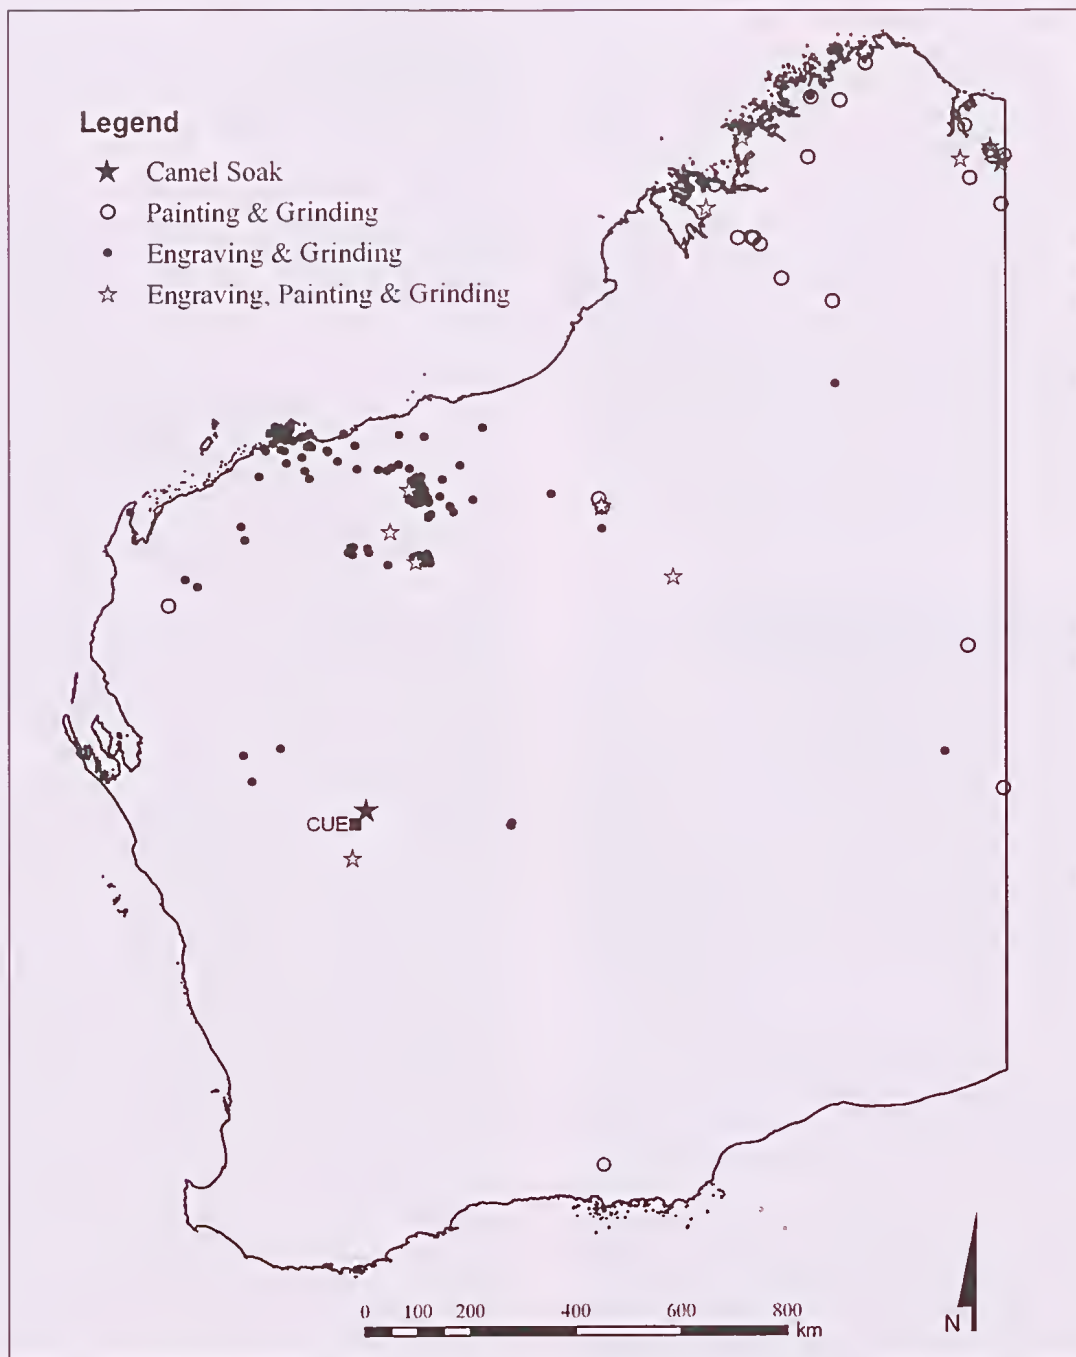 Legend
Camel Soak
Painting & Grinding
Engraving & Grinding
Engraving, Painting & Grinding
CUE
0 100 200 400 600 800
km
N